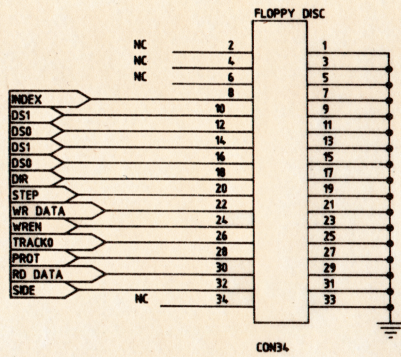 FLOPPY DISC
NC 2 1
NC 4 3
NC 6 5
INDEX 8 7
DS1 10 9
DS0 12 11
DS1 14 13
DS0 16 15
DIR 18 17
STEP 20 19
WR DATA 22 21
WREN 24 23
TRACK0 26 25
PROT 28 27
RD DATA 30 29
SIDE 32 31
NC 34 33
CON34